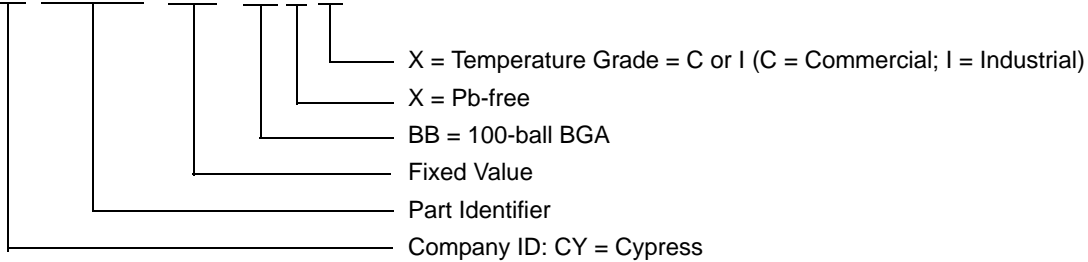 X = Temperature Grade = C or I (C = Commercial; I = Industrial)
X = Pb-free
BB = 100-ball BGA
Fixed Value
Part Identifier
Company ID: CY = Cypress